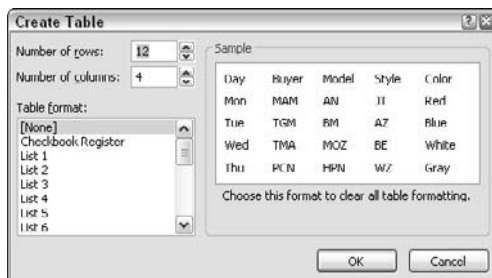 Create Table
Number of rows: 12
Number of columns: 4
Table format:
[None]
Checkbook Register
List 1
List 2
List 3
List 4
List 5
List 6
Sample
Day Buyer Model Style Color
Mon MAM AN JT Red
Tue TGM BM AZ Blue
Wed TMA MOZ BE White
Thu PCN HPN WZ Gray
Choose this format to clear all table formatting.
OK Cancel